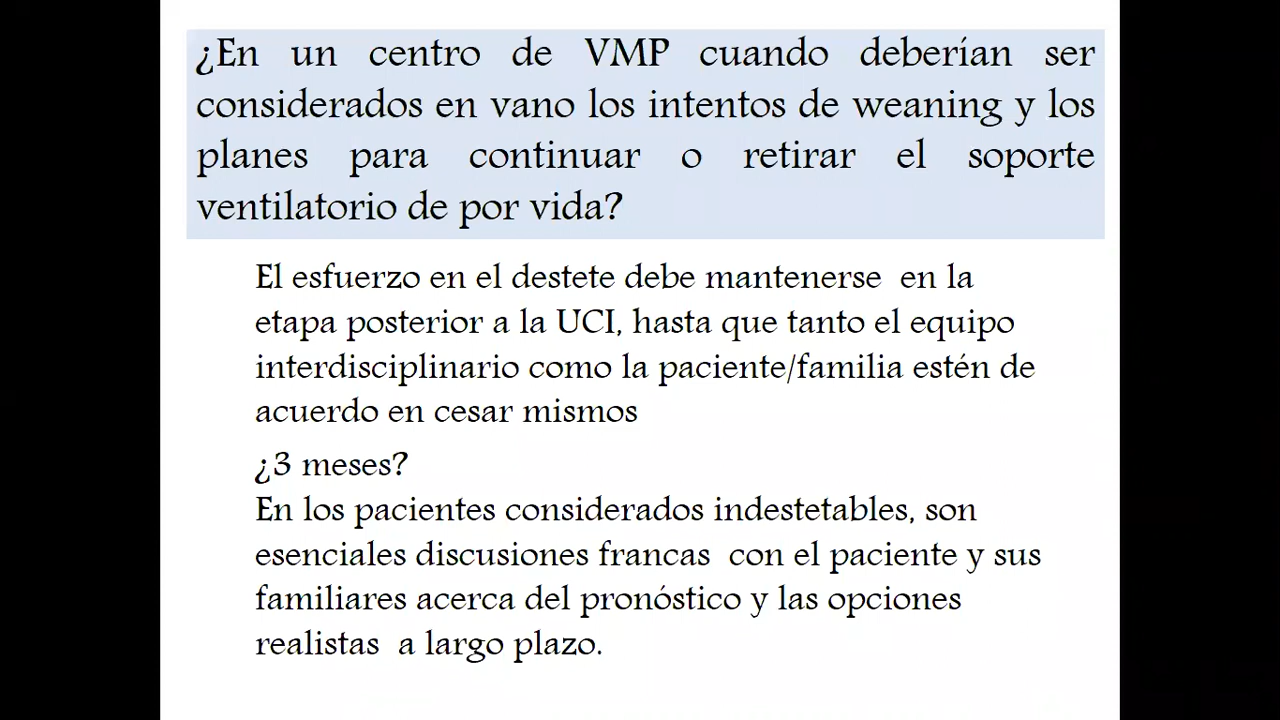 ¿En un centro de VMP cuando deberían ser
considerados en vano los intentos de weaning y los
planes para continuar o retirar el soporte
ventilatorio de por vida?
El esfuerzo en el destete debe mantenerse en la
etapa posterior a la UCI, hasta que tanto el equipo
interdisciplinario como la paciente/familia estén de
acuerdo en cesar mismos
¿3 meses?
En los pacientes considerados indestetables, son
esenciales discusiones francas con el paciente y sus
familiares acerca del pronóstico y las opciones
realistas a largo plazo.